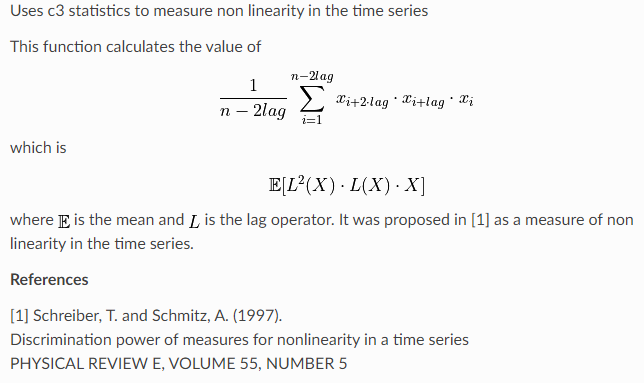 Uses c3 statistics to measure non linearity in the time series
This function calculates the value of
\frac{1}{n-2lag} \sum_{i=1}^{n-2lag} x_{i+2 \cdot lag} \cdot x_{i+lag} \cdot x_i
which is
\mathbb{E}[L^2(X) \cdot L(X) \cdot X]
where 𝔼 is the mean and L is the lag operator. It was proposed in [1] as a measure of non
linearity in the time series.
References
[1] Schreiber, T. and Schmitz, A. (1997).
Discrimination power of measures for nonlinearity in a time series
PHYSICAL REVIEW E, VOLUME 55, NUMBER 5